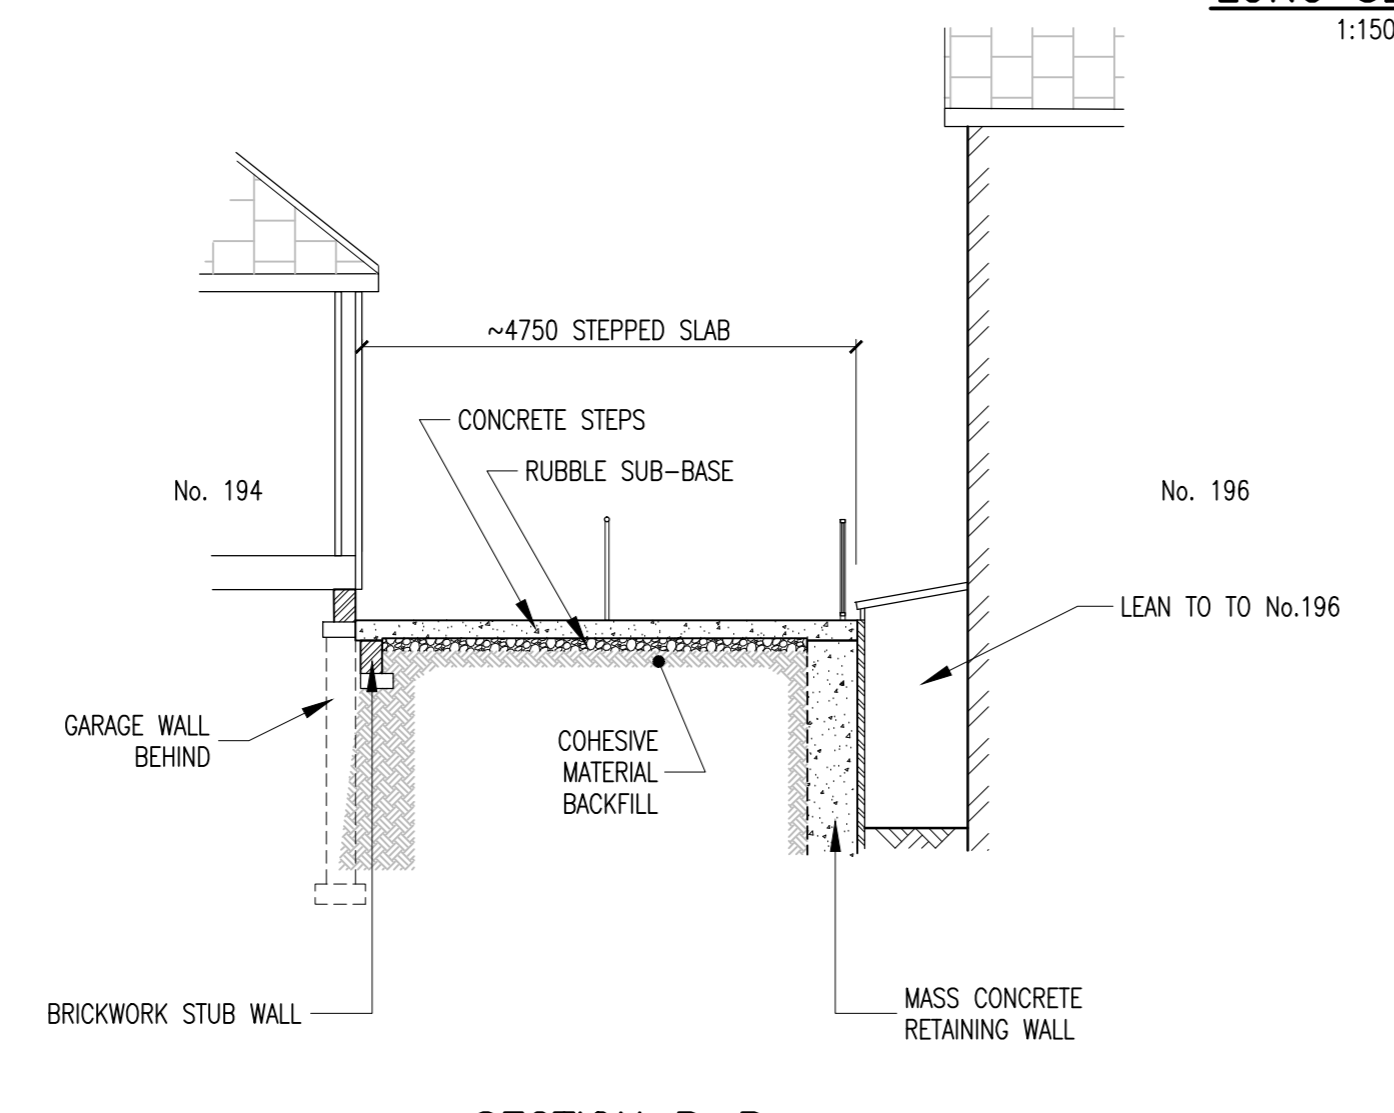 1:150
~4750 STEPPED SLAB
CONCRETE STEPS
RUBBLE SUB-BASE
No. 194
No. 196
LEAN TO TO No.196
GARAGE WALL
BEHIND
COHESIVE
MATERIAL
BACKFILL
BRICKWORK STUB WALL
MASS CONCRETE
RETAINING WALL